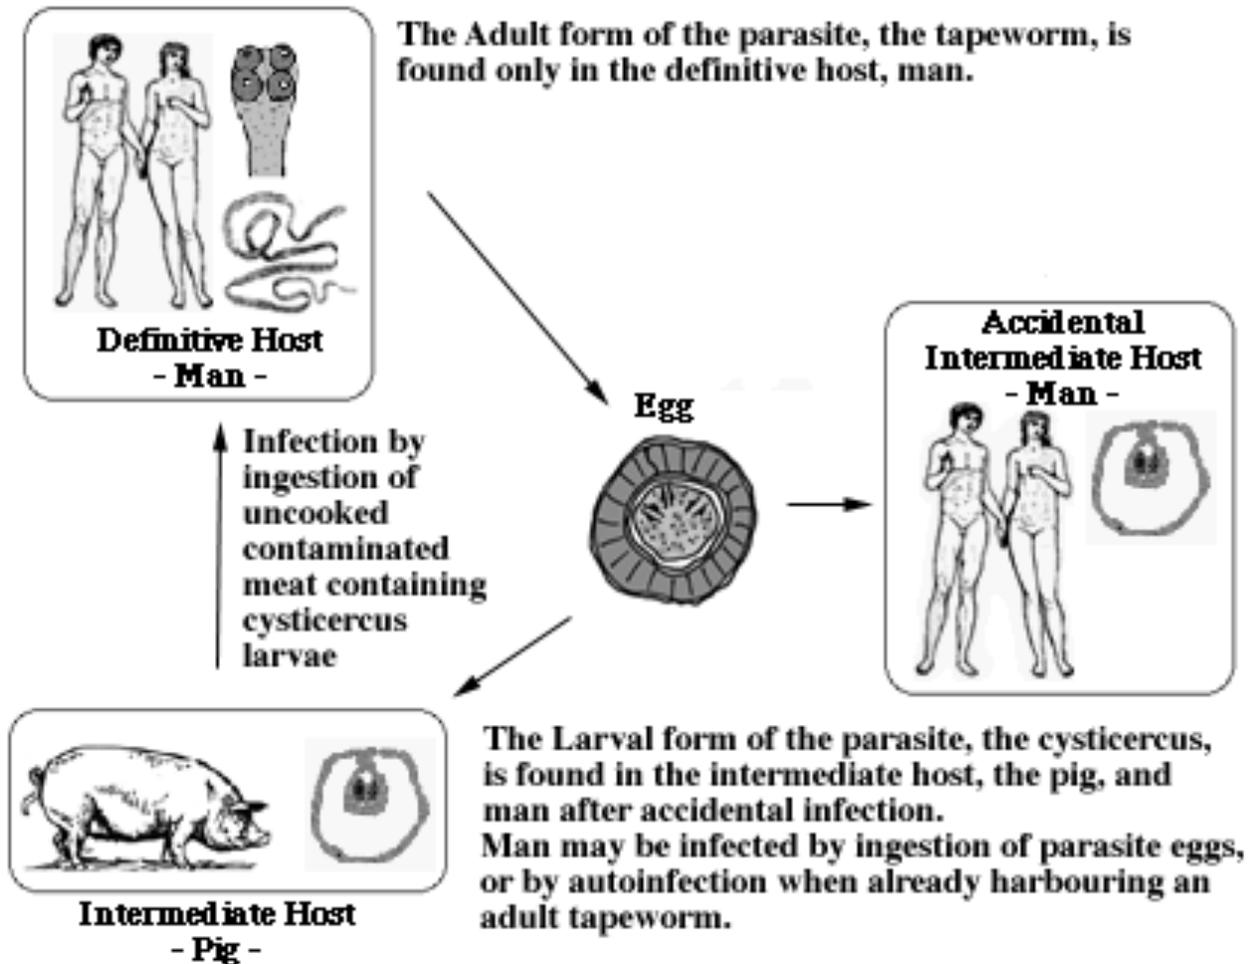 The Adult form of the parasite, the tapeworm, is
found only in the definitive host, man.
Definitive Host
- Man -
Accidental
Intermediate Host
- Man -
Egg
Infection by
ingestion of
uncooked
contaminated
meat containing
cysticercus
larvae
The Larval form of the parasite, the cysticercus,
is found in the intermediate host, the pig, and
man after accidental infection.
Man may be infected by ingestion of parasite eggs,
or by autoinfection when already harbouring an
adult tapeworm.
Intermediate Host
- Pig -